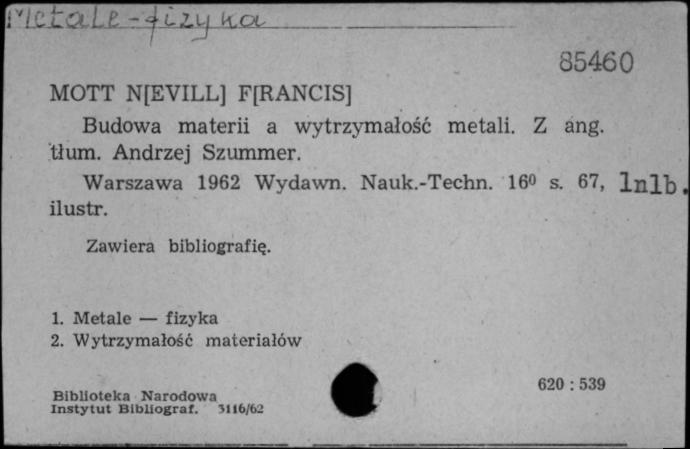 Metale-fizyka
85460
MOTT N[EVILL] F[RANCIS]
Budowa materii a wytrzymałość metali. Z ang.
tłum. Andrzej Szummer.
Warszawa 1962 Wydawn. Nauk.-Techn. 16⁰ s. 67, lnlb.
ilustr.
Zawiera bibliografię.
1. Metale — fizyka
2. Wytrzymałość materiałów
620 : 539
Biblioteka Narodowa
Instytut Bibliograf. 3116/62